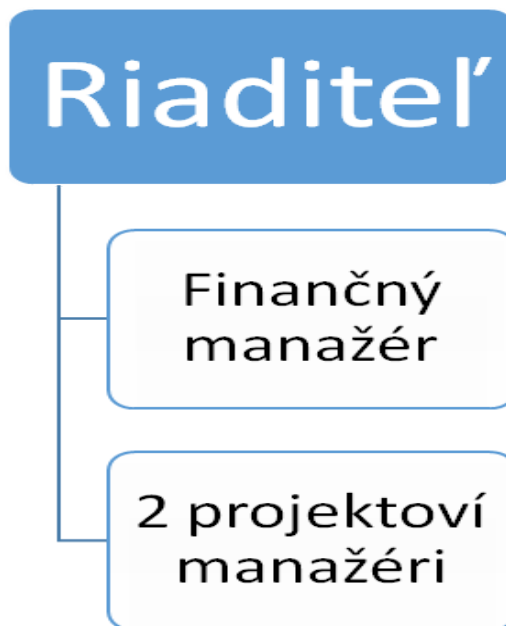 Riaditeľ
Finančný
manažér
2 projektoví
manažéri